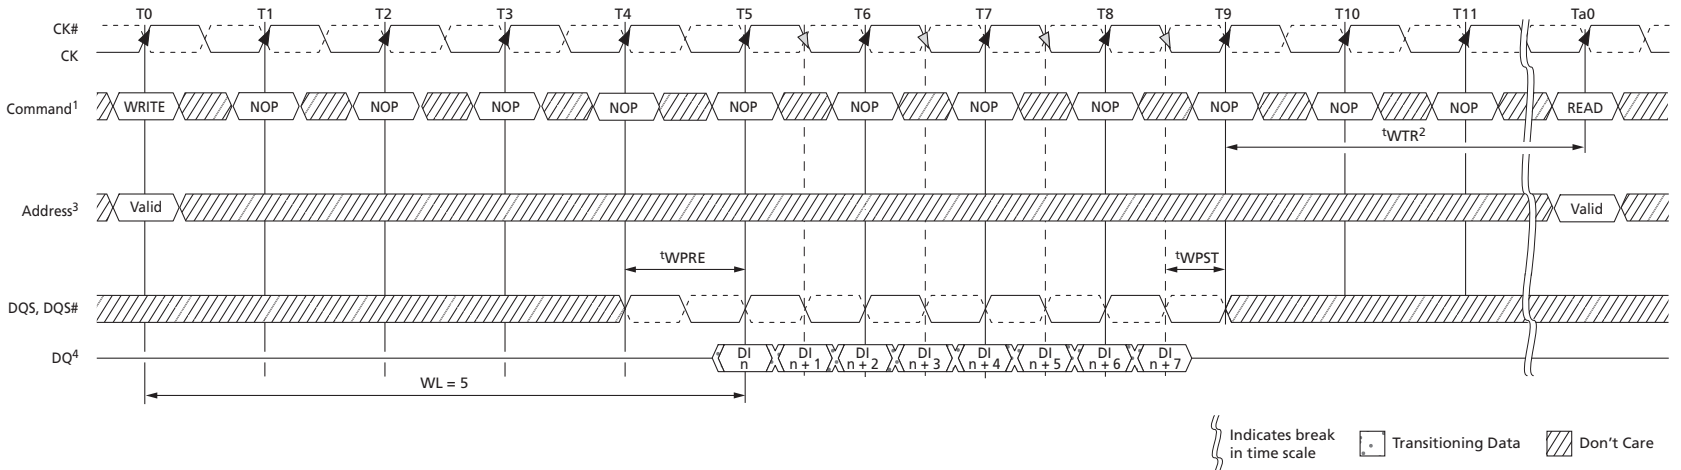 T0 T1 T2 T3 T4 T5 T6 T7 T8 T9 T10 T11 Ta0
CK#
CK
Command1 WRITE NOP NOP NOP NOP NOP NOP NOP NOP NOP NOP NOP READ
tWTR2
Address3 Valid Valid
tWPRE tWPST
DQS, DQS#
DQ4 DI n DI n + 1 DI n + 2 DI n + 3 DI n + 4 DI n + 5 DI n + 6 DI n + 7
WL = 5
Indicates break
in time scale
Transitioning Data
Don't Care